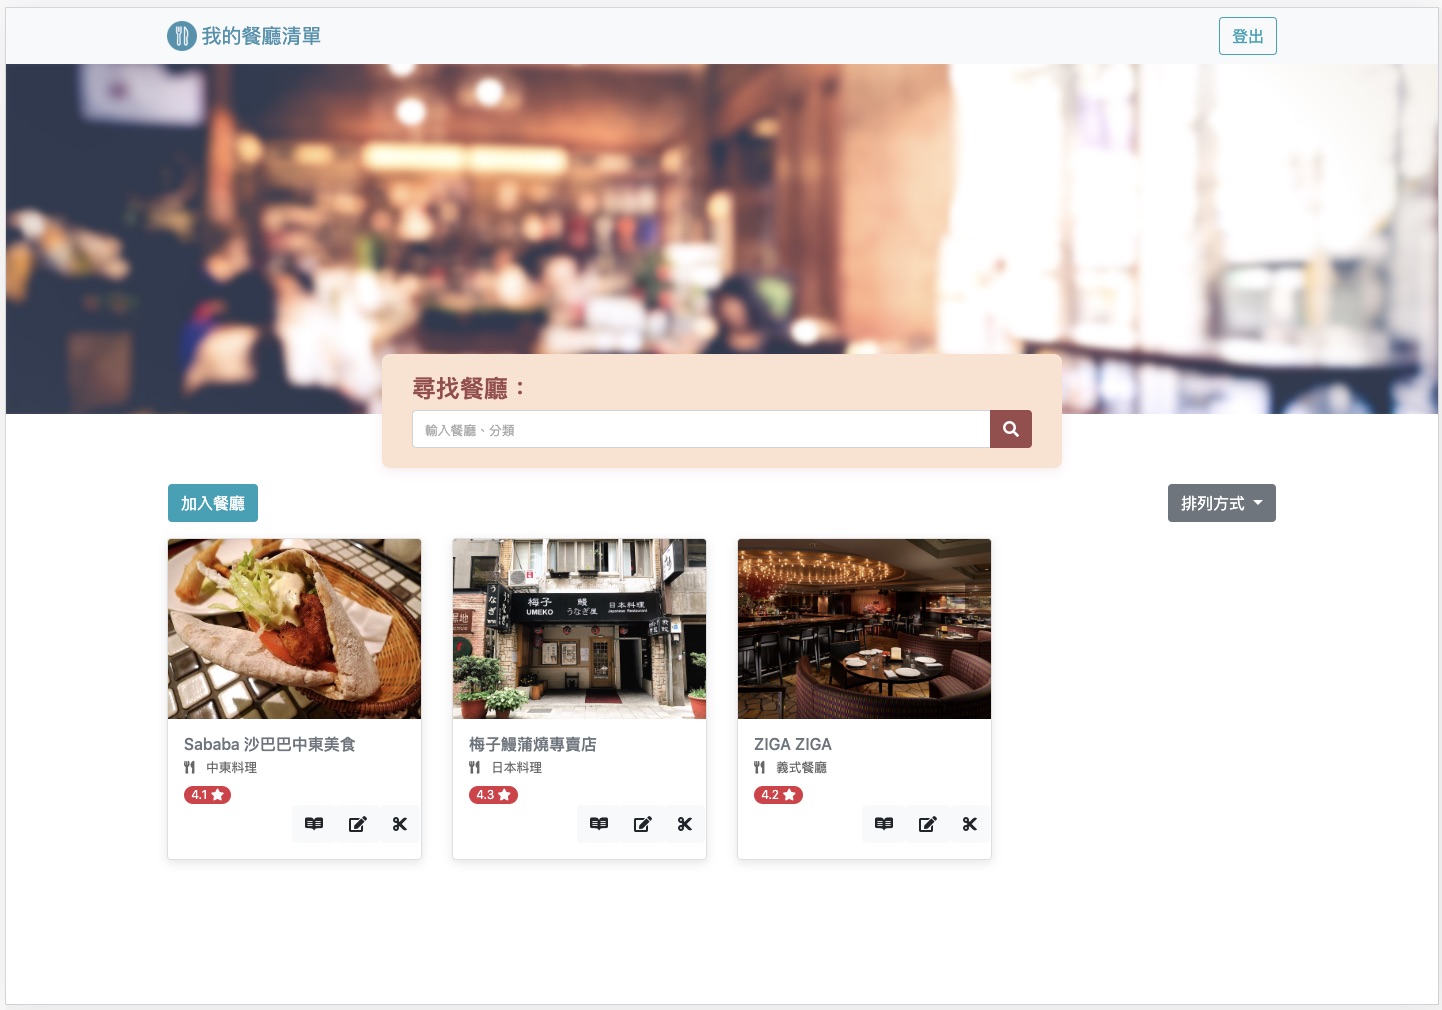 我的餐廳清單
登出
尋找餐廳：
輸入餐廳、分類
加入餐廳
排列方式
梅子 鰻 日本料理
UMEKO うなぎ屋 Japanese Restaurant
うなぎ
Sababa 沙巴巴中東美食
中東料理
4.1
梅子鰻蒲燒專賣店
日本料理
4.3
ZIGA ZIGA
義式餐廳
4.2